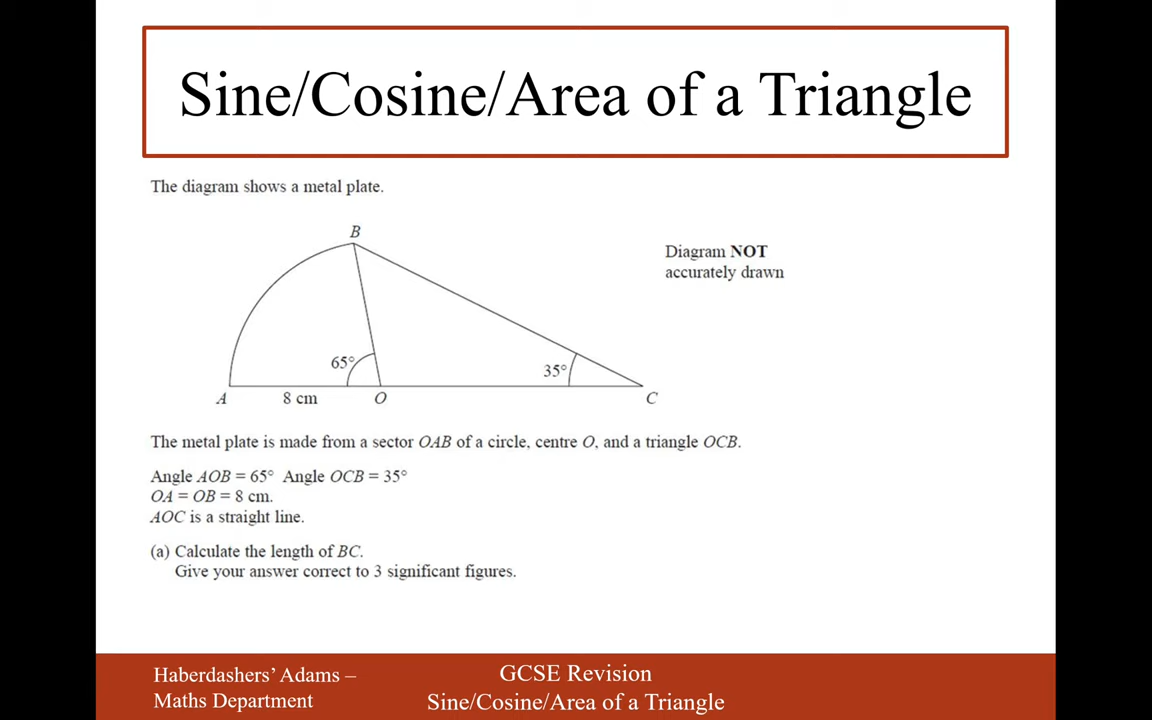 Sine/Cosine/Area of a Triangle
The diagram shows a metal plate.
B
Diagram NOT
accurately drawn
65°
35°
A
8 cm
O
C
The metal plate is made from a sector OAB of a circle, centre O, and a triangle OCB.
Angle AOB = 65° Angle OCB = 35°
OA = OB = 8 cm.
AOC is a straight line.
(a) Calculate the length of BC.
Give your answer correct to 3 significant figures.
Haberdashers’ Adams –
Maths Department
GCSE Revision
Sine/Cosine/Area of a Triangle